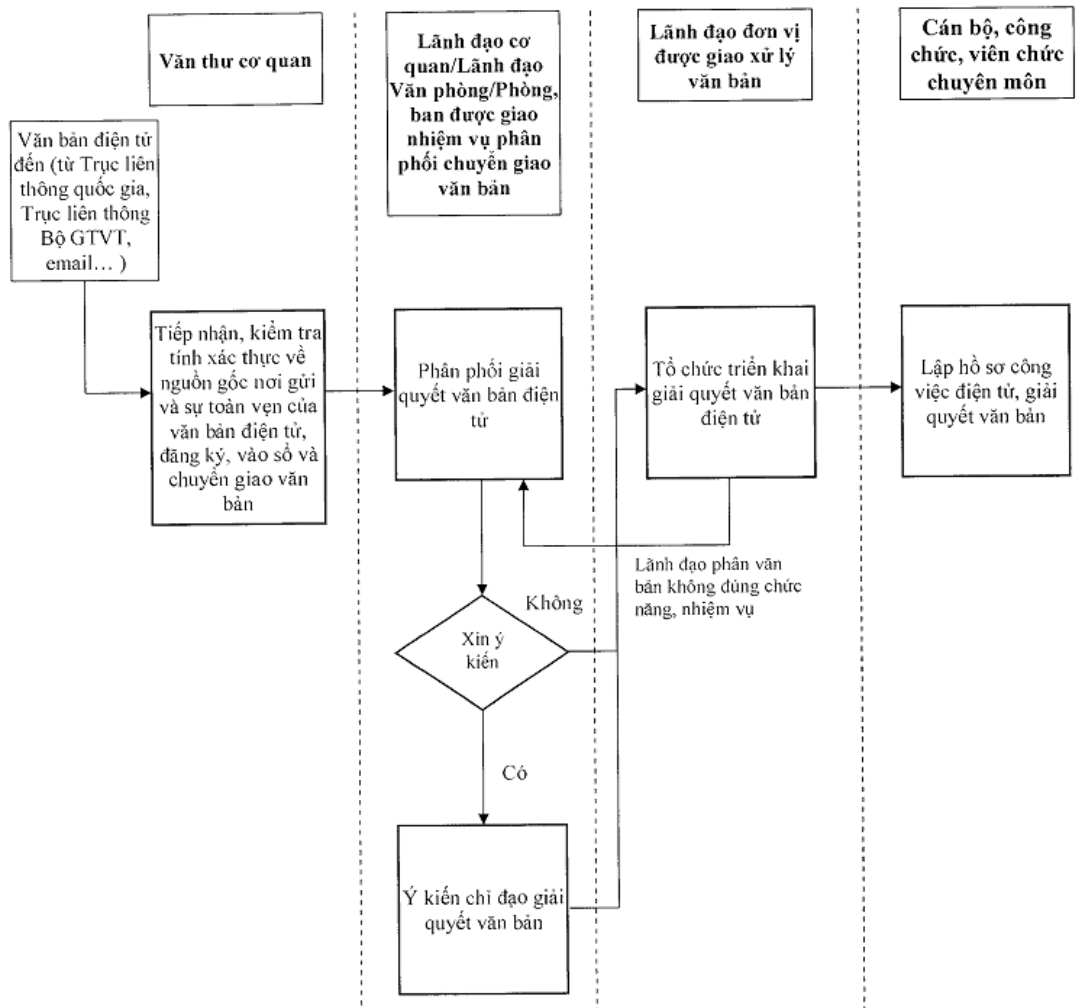 Văn thư cơ quan
Lãnh đạo cơ
quan/Lãnh đạo
Văn phòng/Phòng,
ban được giao
nhiệm vụ phân
phối chuyển giao
văn bản
Lãnh đạo đơn vị
được giao xử lý
văn bản
Cán bộ, công
chức, viên chức
chuyên môn
Văn bản điện tử
đến (từ Trục liên
thông quốc gia,
Trục liên thông
Bộ GTVT,
email… )
Tiếp nhận, kiểm tra
tính xác thực về
nguồn gốc nơi gửi
và sự toàn vẹn của
văn bản điện tử,
đăng ký, vào sổ và
chuyển giao văn
bản
Phân phối giải
quyết văn bản điện
tử
Tổ chức triển khai
giải quyết văn bản
điện tử
Lập hồ sơ công
việc điện tử, giải
quyết văn bản
Lãnh đạo phân văn
bản không đúng chức
năng, nhiệm vụ
Không
Xin ý
kiến
Có
Ý kiến chỉ đạo giải
quyết văn bản